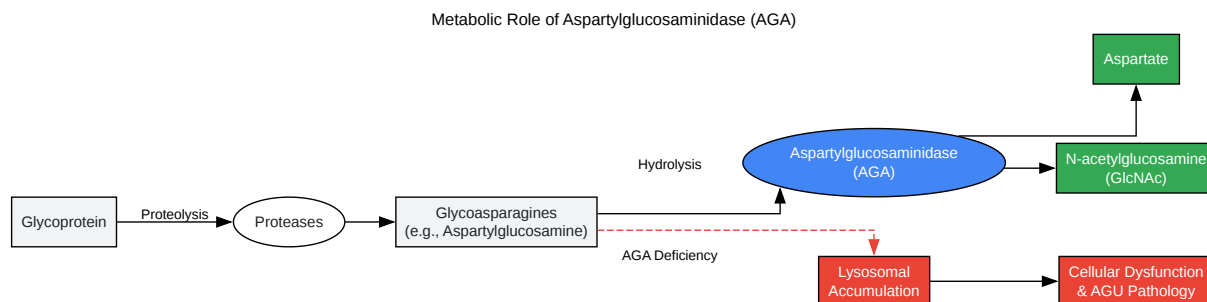 Metabolic Role of Aspartylglucosaminidase (AGA)
Aspartate
Hydrolysis
Aspartylglucosaminidase
(AGA)
N-acetylglucosamine
(GlcNAc)
Glycoprotein
Proteolysis
Proteases
Glycoasparagines
(e.g., Aspartylglucosamine)
AGA Deficiency
Lysosomal
Accumulation
Cellular Dysfunction
& AGU Pathology